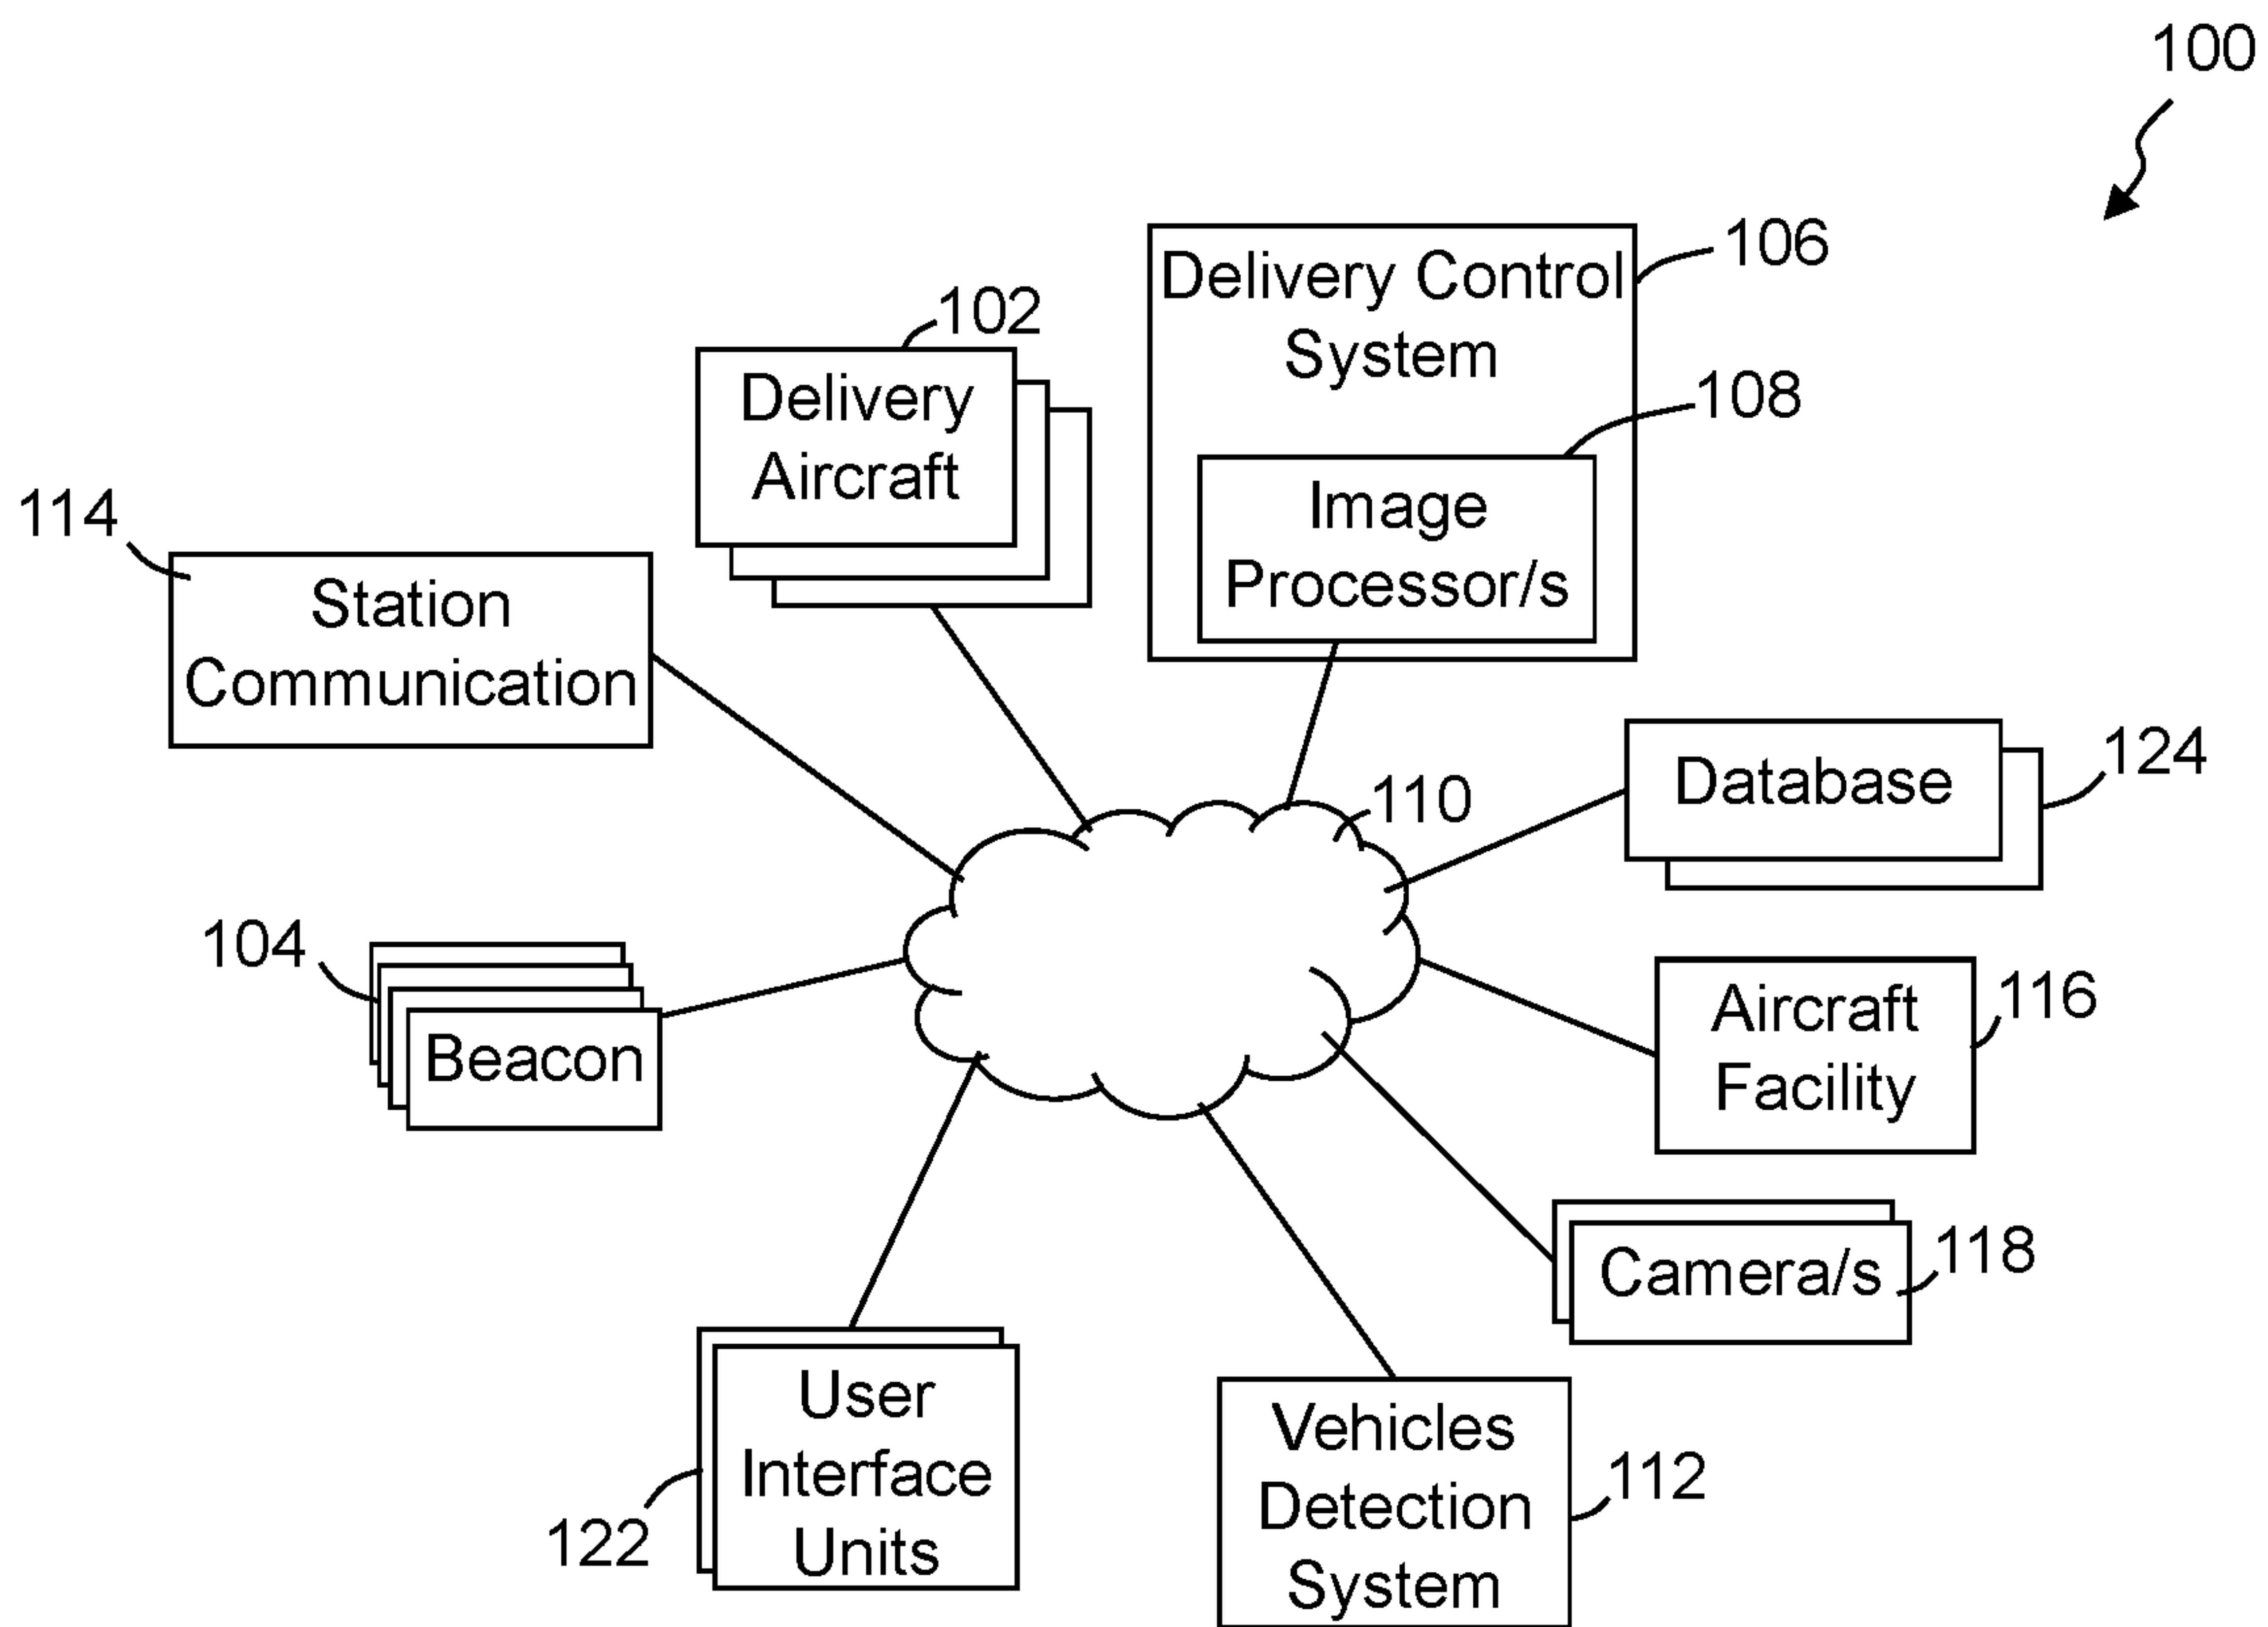 100
106
Delivery Control
System
102
Delivery
Aircraft
108
Image
Processor/s
114
Station
Communication
110
Database
124
104
Beacon
Aircraft
Facility
116
Camera/s
118
User
Interface
Units
122
Vehicles
Detection
System
112